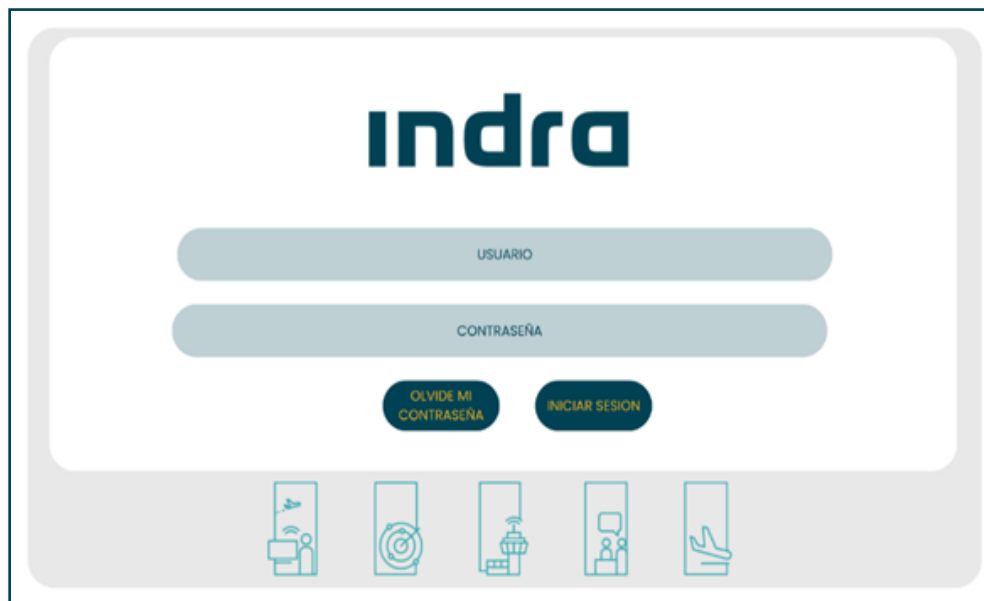 indra
USUARIO
CONTRASEÑA
OLVIDE MI
CONTRASEÑA
INICIAR SESION